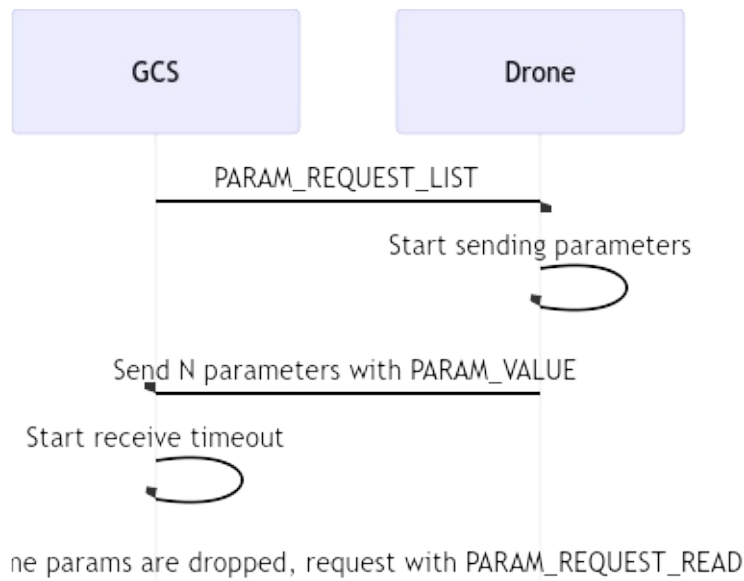 GCS
Drone
PARAM_REQUEST_LIST
Start sending parameters
Send N parameters with PARAM_VALUE
Start receive timeout
params are dropped, request with PARAM_REQUEST_READ